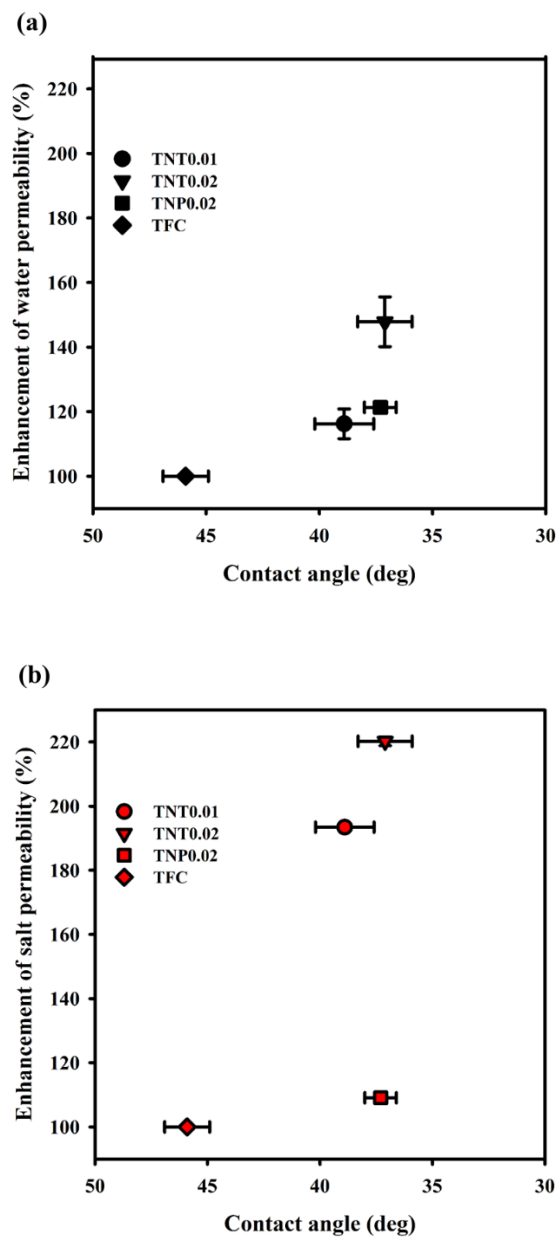 (a)
Enhancement of water permeability (%)
220
200
180
160
140
120
100
TNT0.01
TNT0.02
TNP0.02
TFC
50
45
40
35
30
Contact angle (deg)
(b)
Enhancement of salt permeability (%)
220
200
180
160
140
120
100
TNT0.01
TNT0.02
TNP0.02
TFC
50
45
40
35
30
Contact angle (deg)